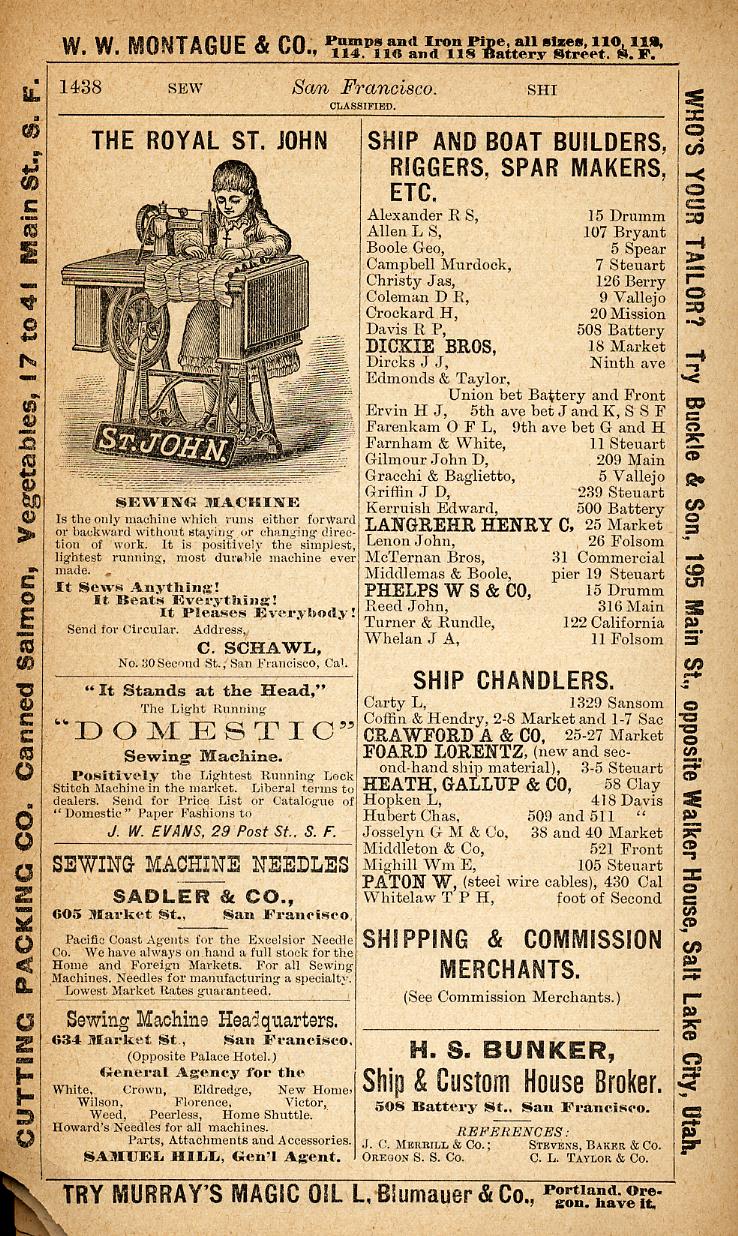 W. W. MONTAGUE & CO., Pumps and Iron Pipe, all sizes, 110, 112,
114, 116 and 118 Battery Street. S. F.
1438 SEW San Francisco. SHI
CLASSIFIED.
THE ROYAL ST. JOHN
ST. JOHN.
SEWING MACHINE
Is the only machine which runs either forward
or backward without staying or changing direc-
tion of work. It is positively the simplest,
lightest running, most durable machine ever
made.
It Sews Anything!
It Beats Everything!
It Pleases Everybody!
Send for Circular. Address,
C. SCHAWL,
No. 30 Second St., San Francisco, Cal.
"It Stands at the Head,"
The Light Running
"DOMESTIC"
Sewing Machine.
Positively the Lightest Running Lock
Stitch Machine in the market. Liberal terms to
dealers. Send for Price List or Catalogue of
"Domestic" Paper Fashions to
J. W. EVANS, 29 Post St., S. F.
SEWING MACHINE NEEDLES
SADLER & CO.,
605 Market St., San Francisco,
Pacific Coast Agents for the Excelsior Needle
Co. We have always on hand a full stock for the
Home and Foreign Markets. For all Sewing
Machines. Needles for manufacturing a specialty.
Lowest Market Rates guaranteed.
Sewing Machine Headquarters.
634 Market St., San Francisco,
(Opposite Palace Hotel.)
General Agency for the
White, Crown, Eldredge, New Home,
Wilson, Florence, Victor,
Weed, Peerless, Home Shuttle.
Howard's Needles for all machines.
Parts, Attachments and Accessories.
SAMUEL HILL, Gen'l Agent.
SHIP AND BOAT BUILDERS,
RIGGERS, SPAR MAKERS,
ETC.
Alexander R S, 15 Drumm
Allen L S, 107 Bryant
Boole Geo, 5 Spear
Campbell Murdock, 7 Steuart
Christy Jas, 126 Berry
Coleman D R, 9 Vallejo
Crockard H, 20 Mission
Davis R P, 508 Battery
DICKIE BROS, 18 Market
Dircks J J, Ninth ave
Edmonds & Taylor,
Union bet Battery and Front
Ervin H J, 5th ave bet J and K, S S F
Farenkam O F L, 9th ave bet G and H
Farnham & White, 11 Steuart
Gilmour John D, 209 Main
Gracchi & Baglietto, 5 Vallejo
Griffin J D, 239 Steuart
Kerruish Edward, 500 Battery
LANGREHR HENRY C, 25 Market
Lenon John, 26 Folsom
McTernan Bros, 31 Commercial
Middlemas & Boole, pier 19 Steuart
PHELPS W S & CO, 15 Drumm
Reed John, 316 Main
Turner & Rundle, 122 California
Whelan J A, 11 Folsom
SHIP CHANDLERS.
Carty L, 1329 Sansom
Coffin & Hendry, 2-8 Market and 1-7 Sac
CRAWFORD A & CO, 25-27 Market
FOARD LORENTZ, (new and sec-
ond-hand ship material), 3-5 Steuart
HEATH, GALLUP & CO, 58 Clay
Hopken L, 418 Davis
Hubert Chas, 509 and 511 "
Josselyn G M & Co, 38 and 40 Market
Middleton & Co, 521 Front
Mighill Wm E, 105 Steuart
PATON W, (steel wire cables), 430 Cal
Whitelaw T P H, foot of Second
SHIPPING & COMMISSION
MERCHANTS.
(See Commission Merchants.)
H. S. BUNKER,
Ship & Custom House Broker.
508 Battery St., San Francisco.
REFERENCES:
J. C. MERRILL & CO.; STEVENS, BAKER & CO.
OREGON S. S. CO. C. L. TAYLOR & CO.
CUTTING PACKING CO. Canned Salmon, Vegetables, 17 to 41 Main St., S. F.
WHO'S YOUR TAILOR? Try Buckle & Son, 195 Main St., opposite Walker House, Salt Lake City, Utah,
TRY MURRAY'S MAGIC OIL L. Blumauer & Co., Portland. Ore-
gon. have it.